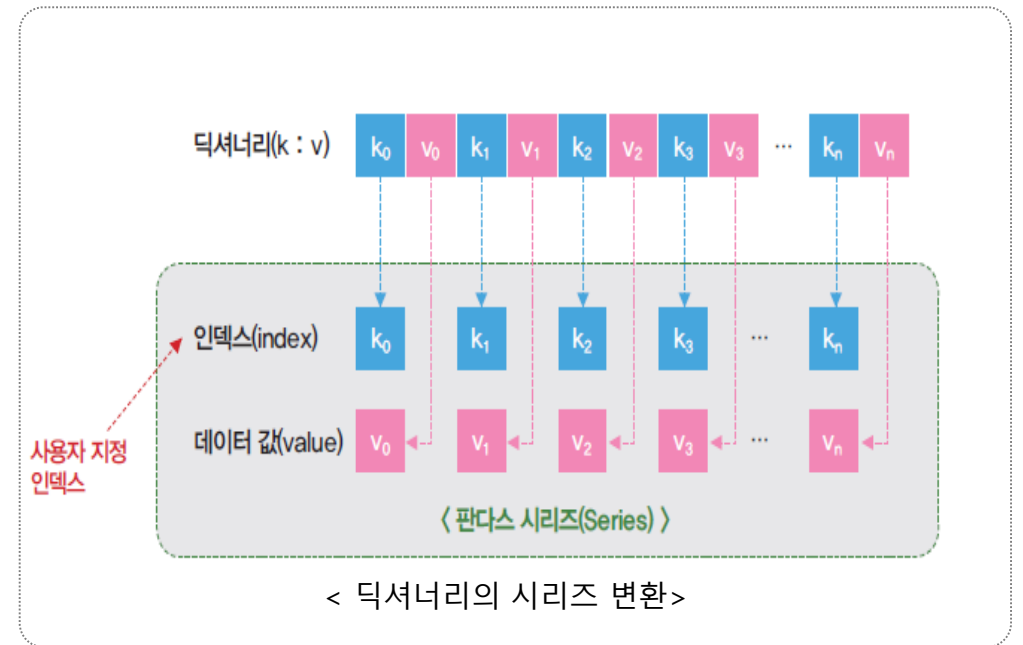 딕셔너리(k : v) k₀ v₀ k₁ v₁ k₂ v₂ k₃ v₃ ··· kₙ vₙ
인덱스(index) k₀ k₁ k₂ k₃ ··· kₙ
사용자 지정
인덱스
데이터 값(value) v₀ v₁ v₂ v₃ ··· vₙ
〈 판다스 시리즈(Series) 〉
< 딕셔너리의 시리즈 변환>